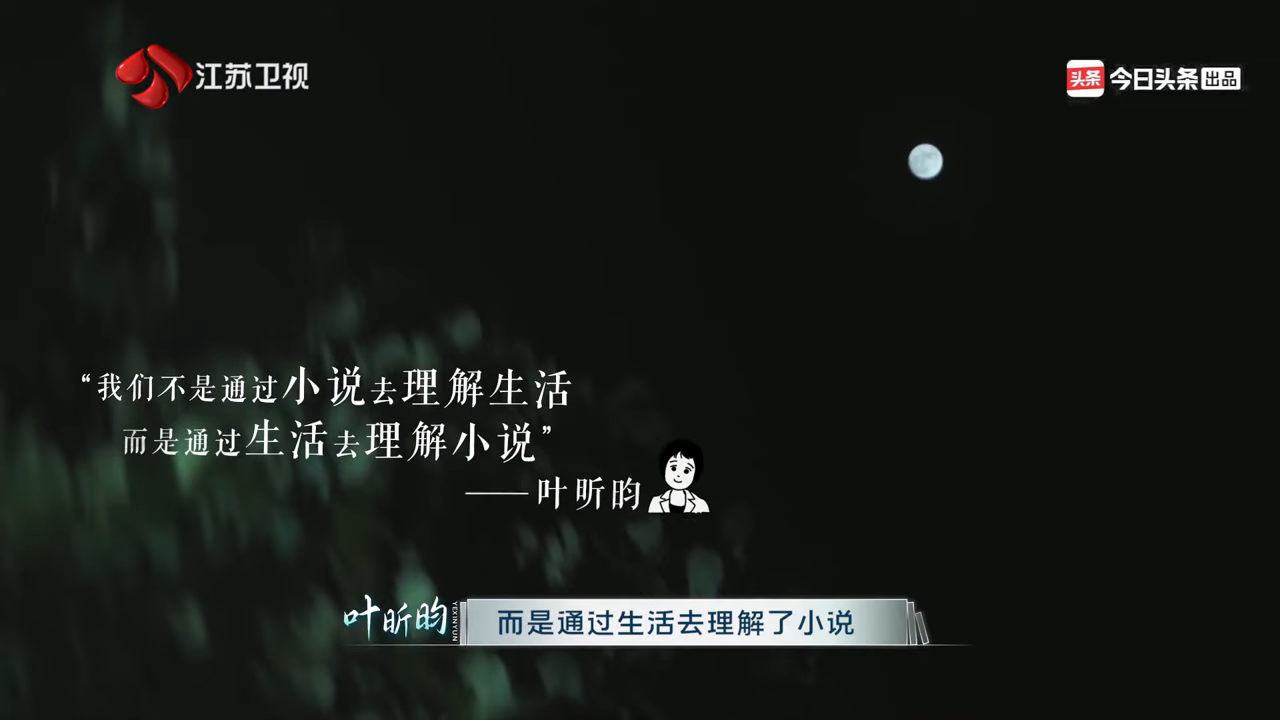 江苏卫视
头条 今日头条出品
“我们不是通过小说去理解生活
而是通过生活去理解小说”
——叶昕昀
叶昕昀 YEXINYUN 而是通过生活去理解了小说